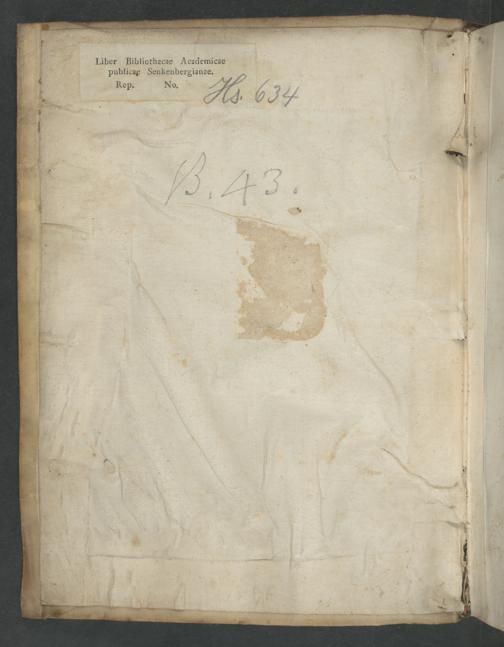 Liber Bibliothecae Academicae
publicae Senkenbergianae.
Rep. No.
Hs. 634
B. 43.